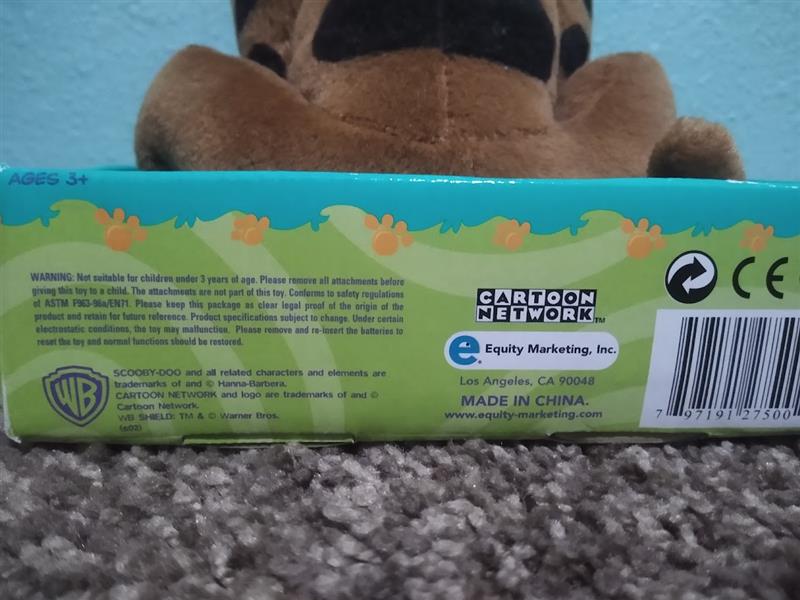 AGES 3+
WARNING: Not suitable for children under 3 years of age. Please remove all attachments before
giving this toy to a child. The attachments are not part of this toy. Conforms to safety regulations
of ASTM F963-96a/EN71. Please keep this package as clear legal proof of the origin of the
product and retain for future reference. Product specifications subject to change. Under certain
electrostatic conditions, the toy may malfunction. Please remove and re-insert the batteries to
reset the toy and normal functions should be restored.
WB
SCOOBY-DOO and all related characters and elements are
trademarks of and © Hanna-Barbera.
CARTOON NETWORK and logo are trademarks of and ©
Cartoon Network.
WB SHIELD: TM & © Warner Bros.
(s02)
CARTOON
NETWORK TM
e Equity Marketing, Inc.
Los Angeles, CA 90048
MADE IN CHINA.
www.equity-marketing.com
CE
7 97191 27500